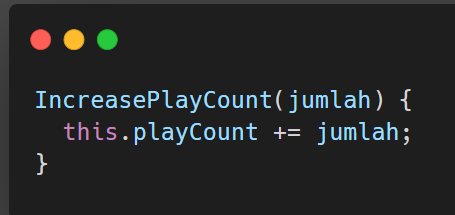 IncreasePlayCount(jumlah) {
  this.playCount += jumlah;
}